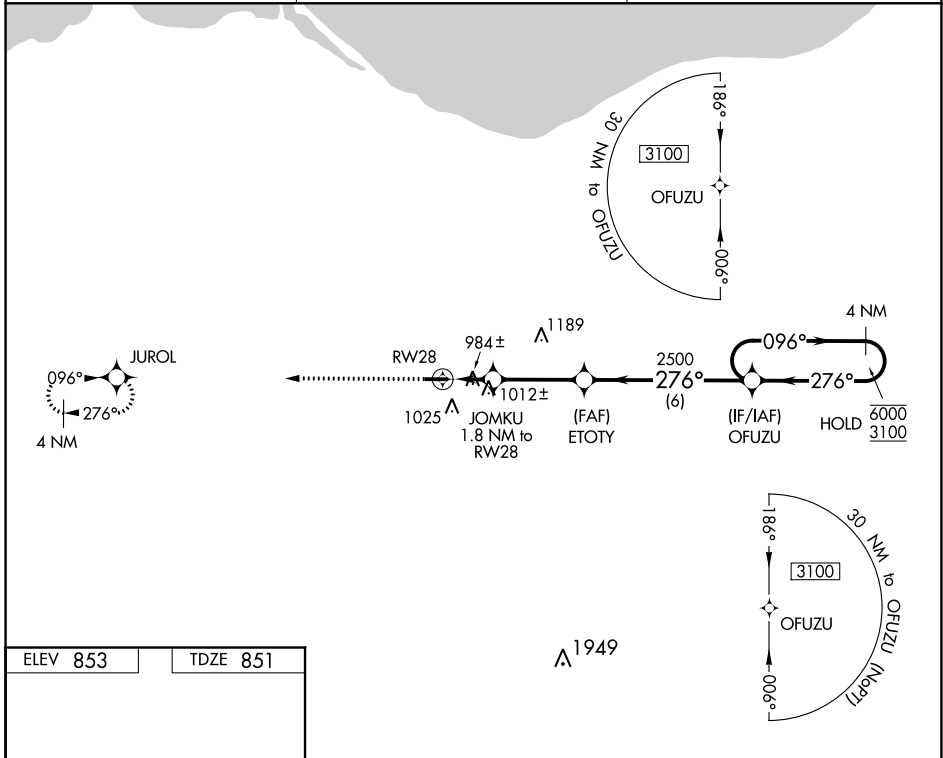 186°
30 NM to OFUZU
3100
OFUZU
006°
4 NM
1189
984±
096°
JUROL
RW28
2500
096°
276°
276°
(6)
276°
1025
1012±
JOMKU
1.8 NM to
RW28
(FAF)
ETOTY
(IF/IAF)
OFUZU
HOLD
6000
3100
4 NM
186°
30 NM to OFUZU (NoPT)
3100
OFUZU
006°
1949
ELEV 853
TDZE 851